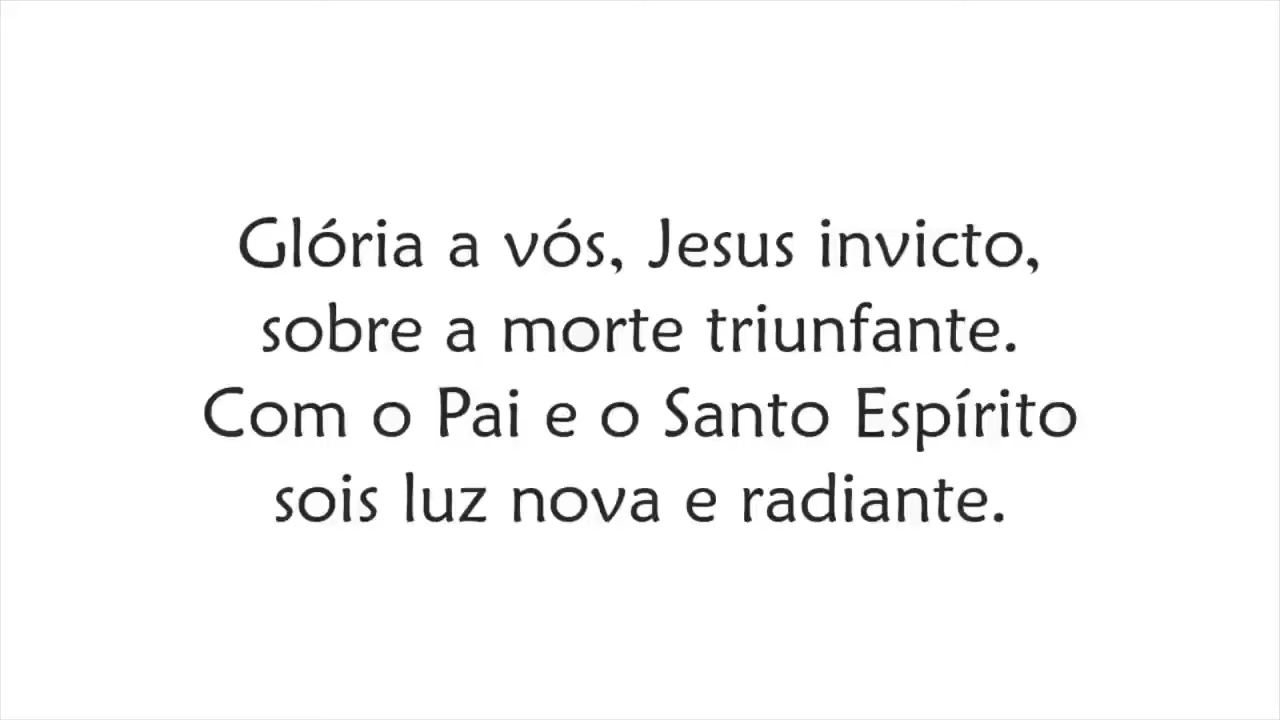 Glória a vós, Jesus invicto,
sobre a morte triunfante.
Com o Pai e o Santo Espírito
sois luz nova e radiante.